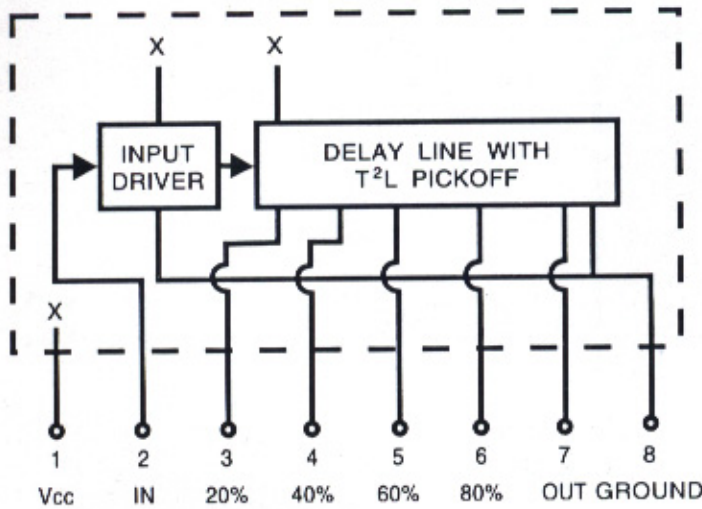 X X
INPUT
DRIVER
DELAY LINE WITH
T²L PICKOFF
X
1 2 3 4 5 6 7 8
Vcc IN 20% 40% 60% 80% OUT GROUND